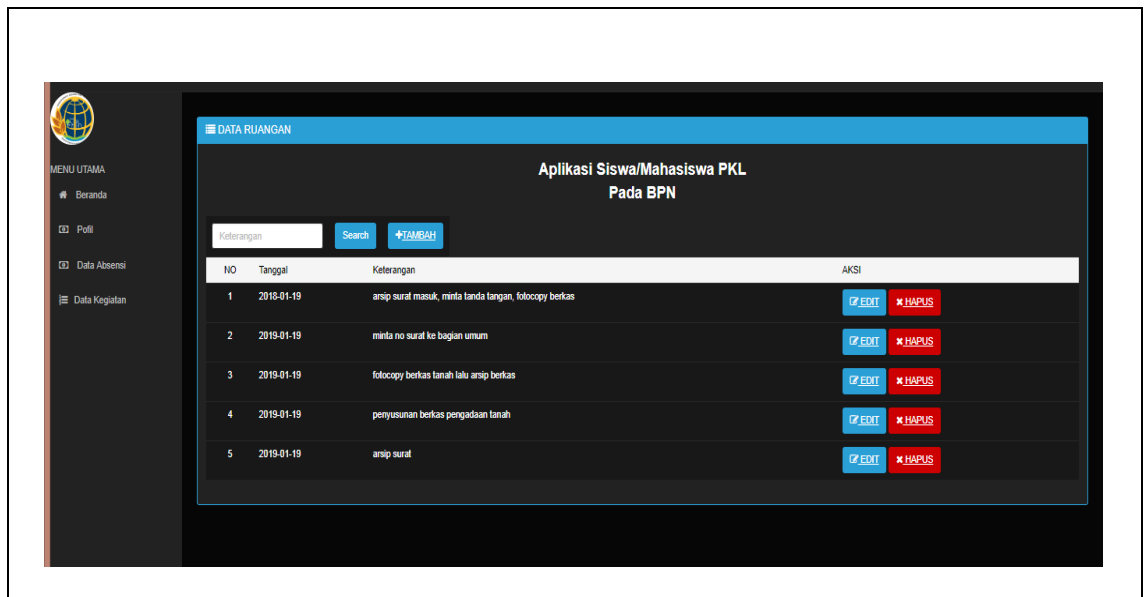 DATA RUANGAN
Aplikasi Siswa/Mahasiswa PKL
Pada BPN
MENU UTAMA
Beranda
Pofil
Data Absensi
Data Kegiatan
Keterangan Search +TAMBAH
NO Tanggal Keterangan AKSI
1 2018-01-19 arsip surat masuk, minta tanda tangan, fotocopy berkas EDIT HAPUS
2 2019-01-19 minta no surat ke bagian umum EDIT HAPUS
3 2019-01-19 fotocopy berkas tanah lalu arsip berkas EDIT HAPUS
4 2019-01-19 penyusunan berkas pengadaan tanah EDIT HAPUS
5 2019-01-19 arsip surat EDIT HAPUS